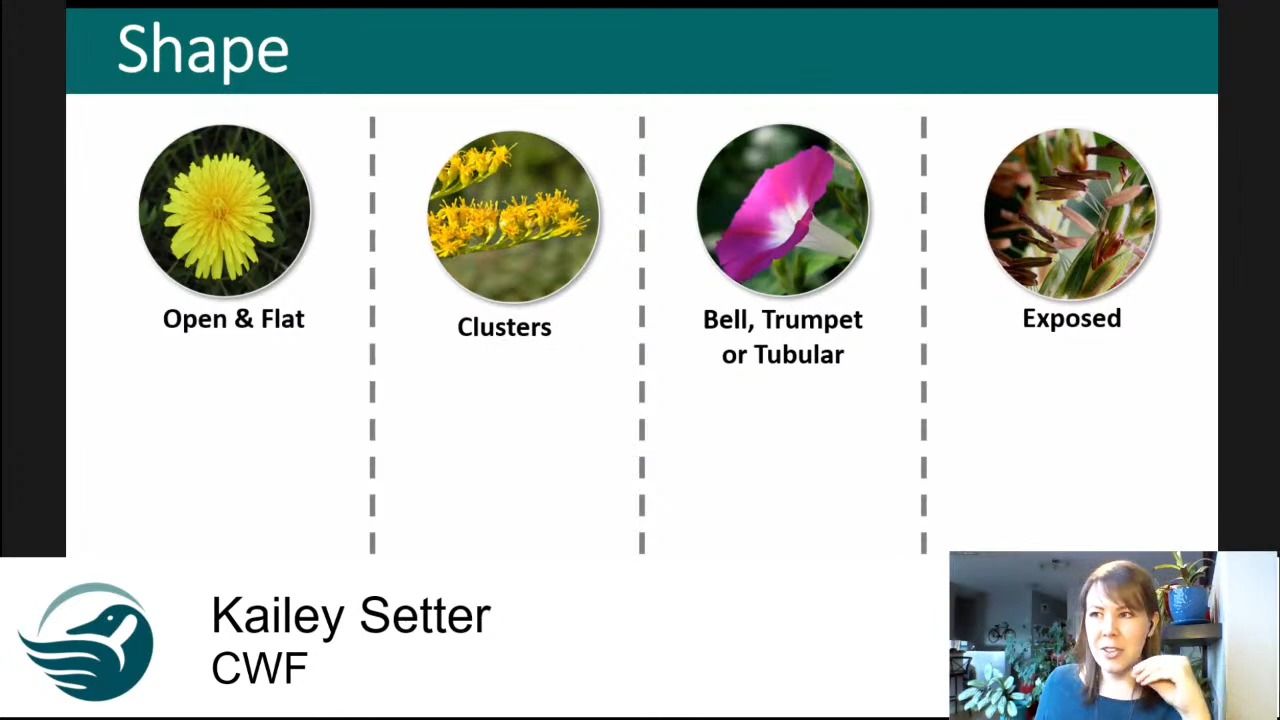 Shape
Open & Flat
Clusters
Bell, Trumpet
or Tubular
Exposed
Kailey Setter
CWF